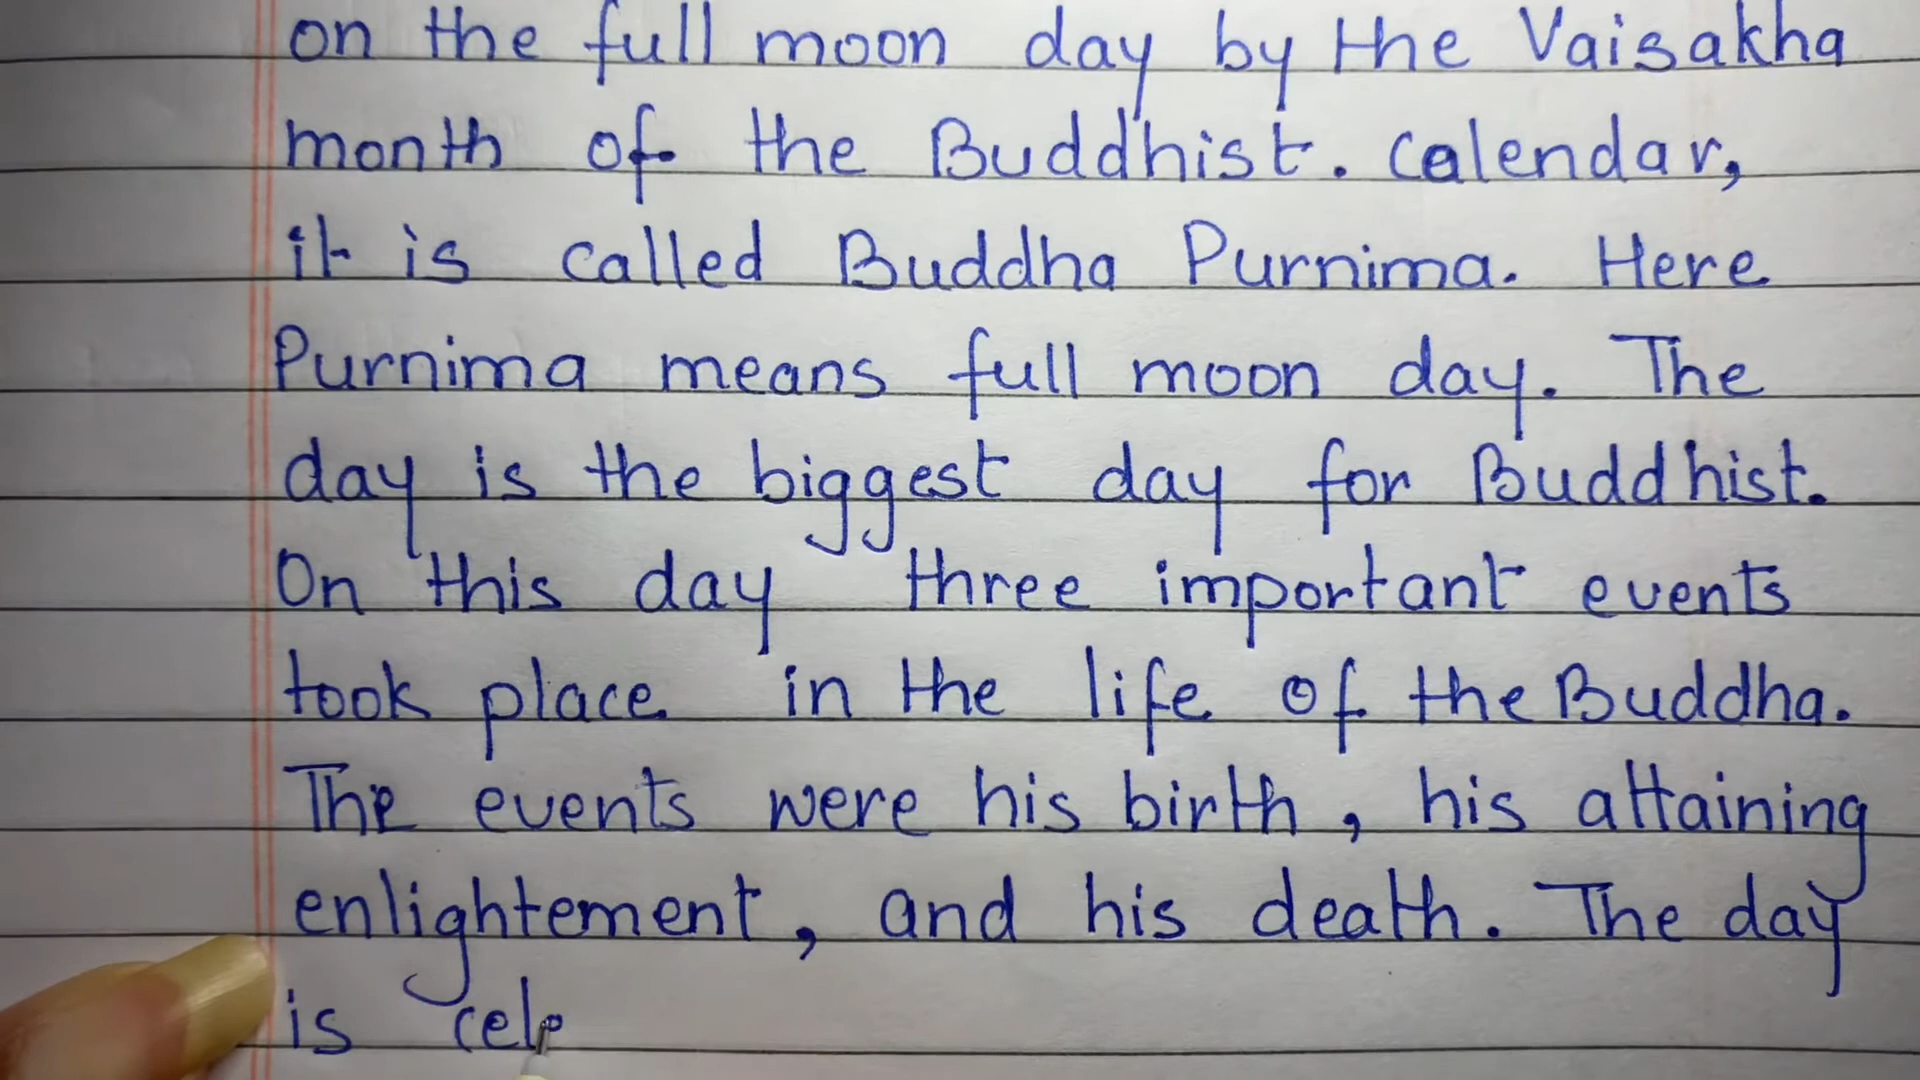 on the full moon day by the Vaisakha
month of the Buddhist. Calendar,
it is called Buddha Purnima. Here
Purnima means full moon day. The
day is the biggest day for Buddhist.
On this day three important events
took place in the life of the Buddha.
The events were his birth, his attaining
enlightement, and his death. The day
is